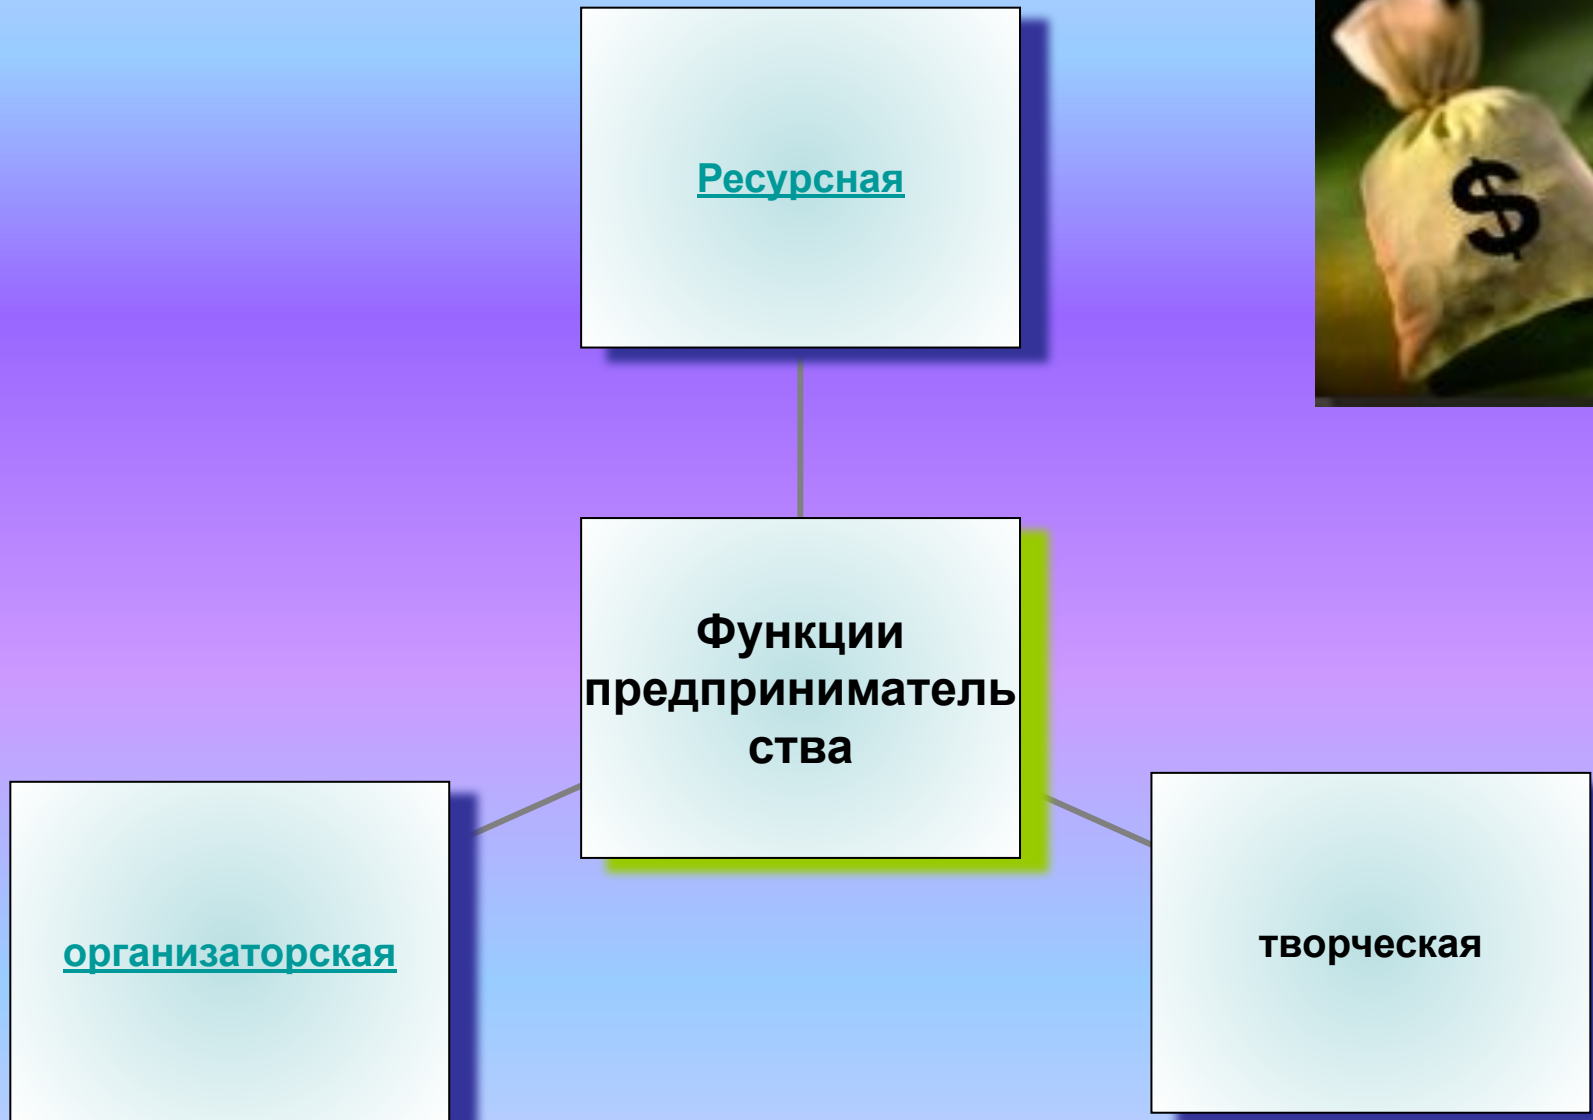 Ресурсная
$
Функции
предприниматель
ства
организаторская
творческая